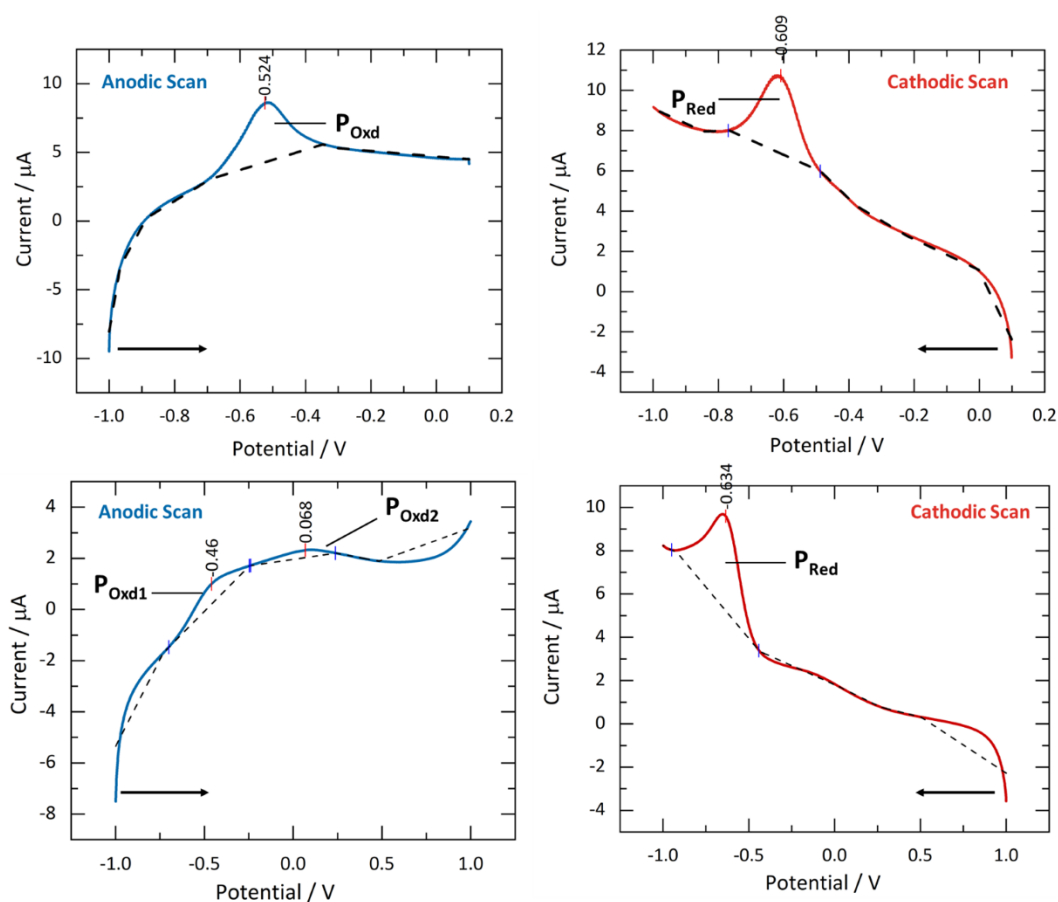 Anodic Scan
-0.524
P Oxd
10
5
0
-5
-10
Current / μA
-1.0 -0.8 -0.6 -0.4 -0.2 0.0 0.2
Potential / V
Cathodic Scan
-0.609
P Red
12
10
8
6
4
2
0
-2
-4
Current / μA
-1.0 -0.8 -0.6 -0.4 -0.2 0.0 0.2
Potential / V
Anodic Scan
-0.46
0.068
P Oxd1
P Oxd2
4
2
0
-2
-4
-6
-8
Current / μA
-1.0 -0.5 0.0 0.5 1.0
Potential / V
Cathodic Scan
-0.634
P Red
10
8
6
4
2
0
-2
-4
Current / μA
-1.0 -0.5 0.0 0.5 1.0
Potential / V